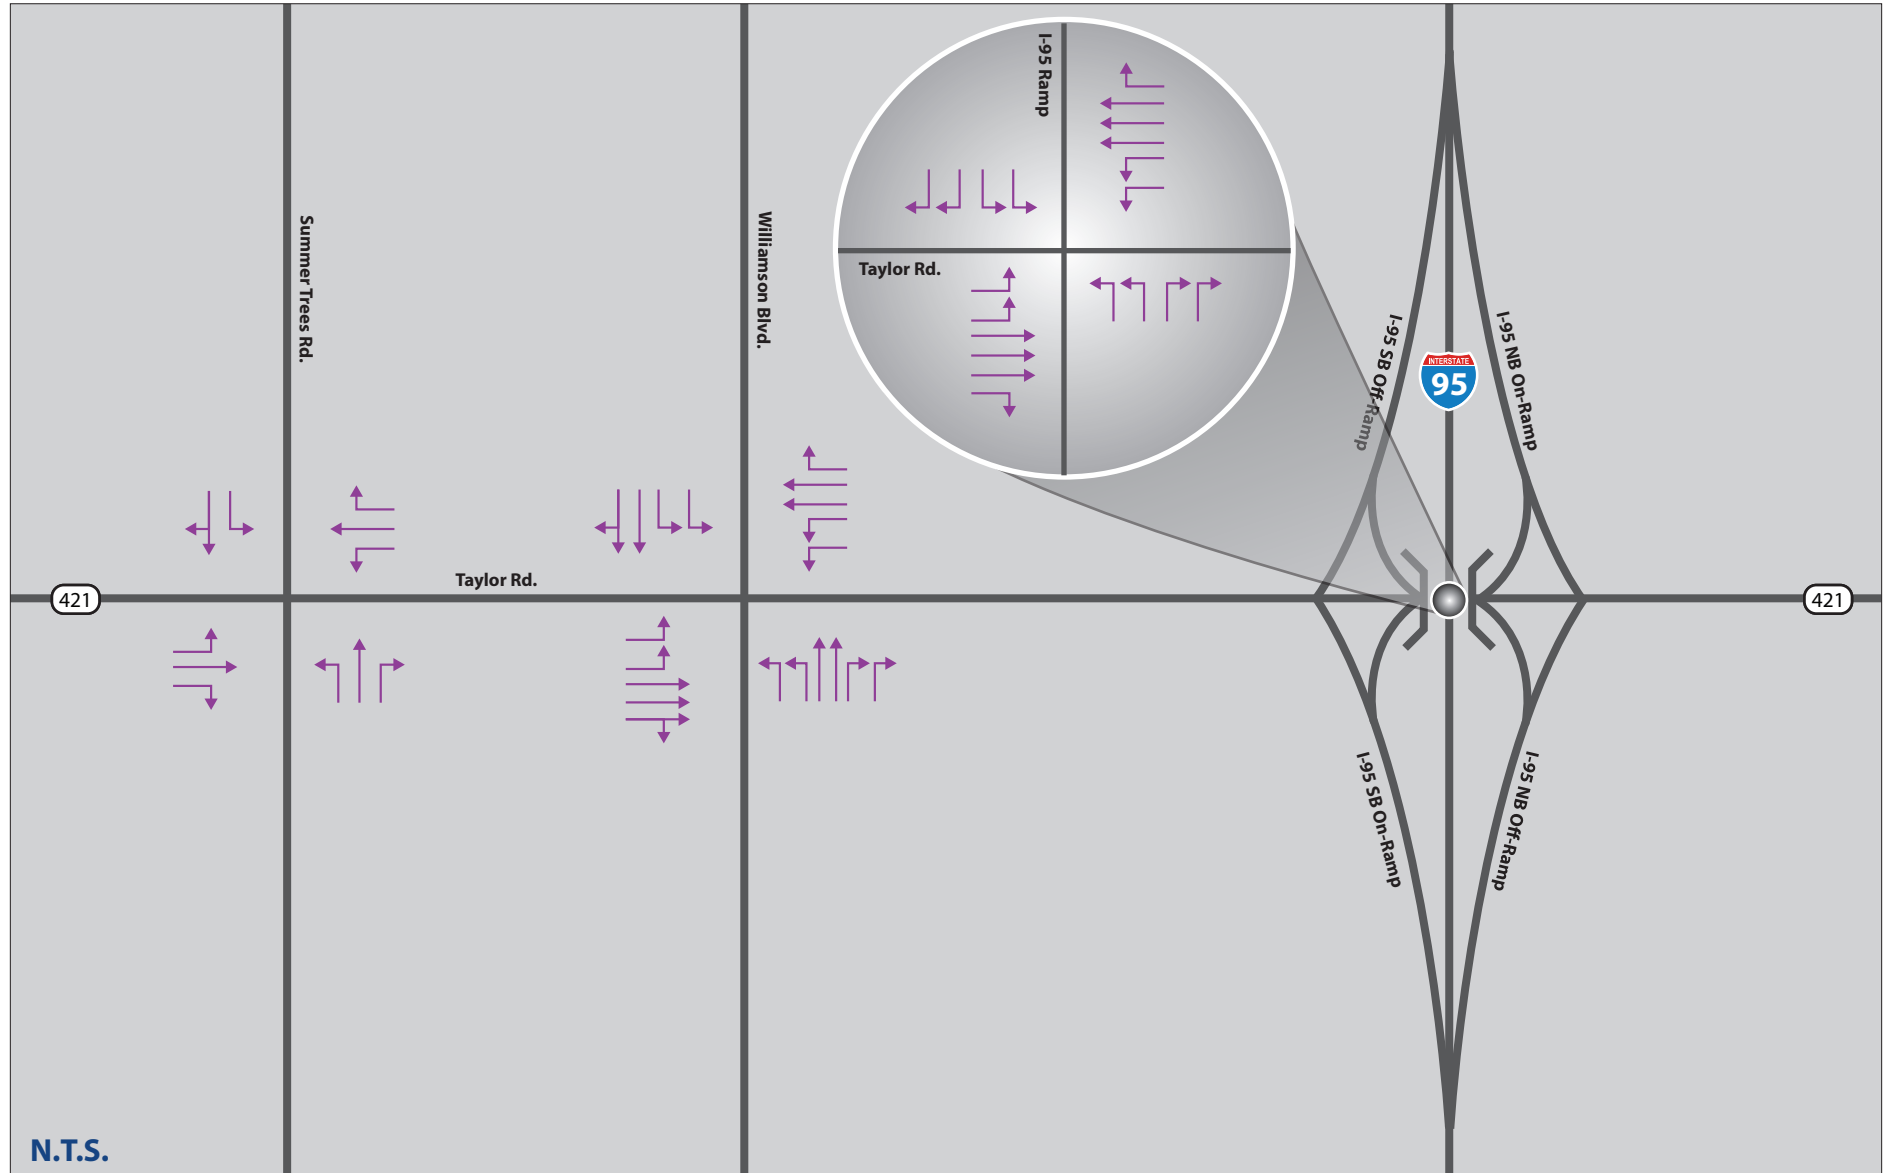 I-95 Ramp
Taylor Rd.
Summer Trees Rd.
Williamson Blvd.
I-95 SB Off-Ramp
I-95 NB On-Ramp
INTERSTATE
95
Taylor Rd.
421
421
I-95 SB On-Ramp
I-95 NB Off-Ramp
N.T.S.